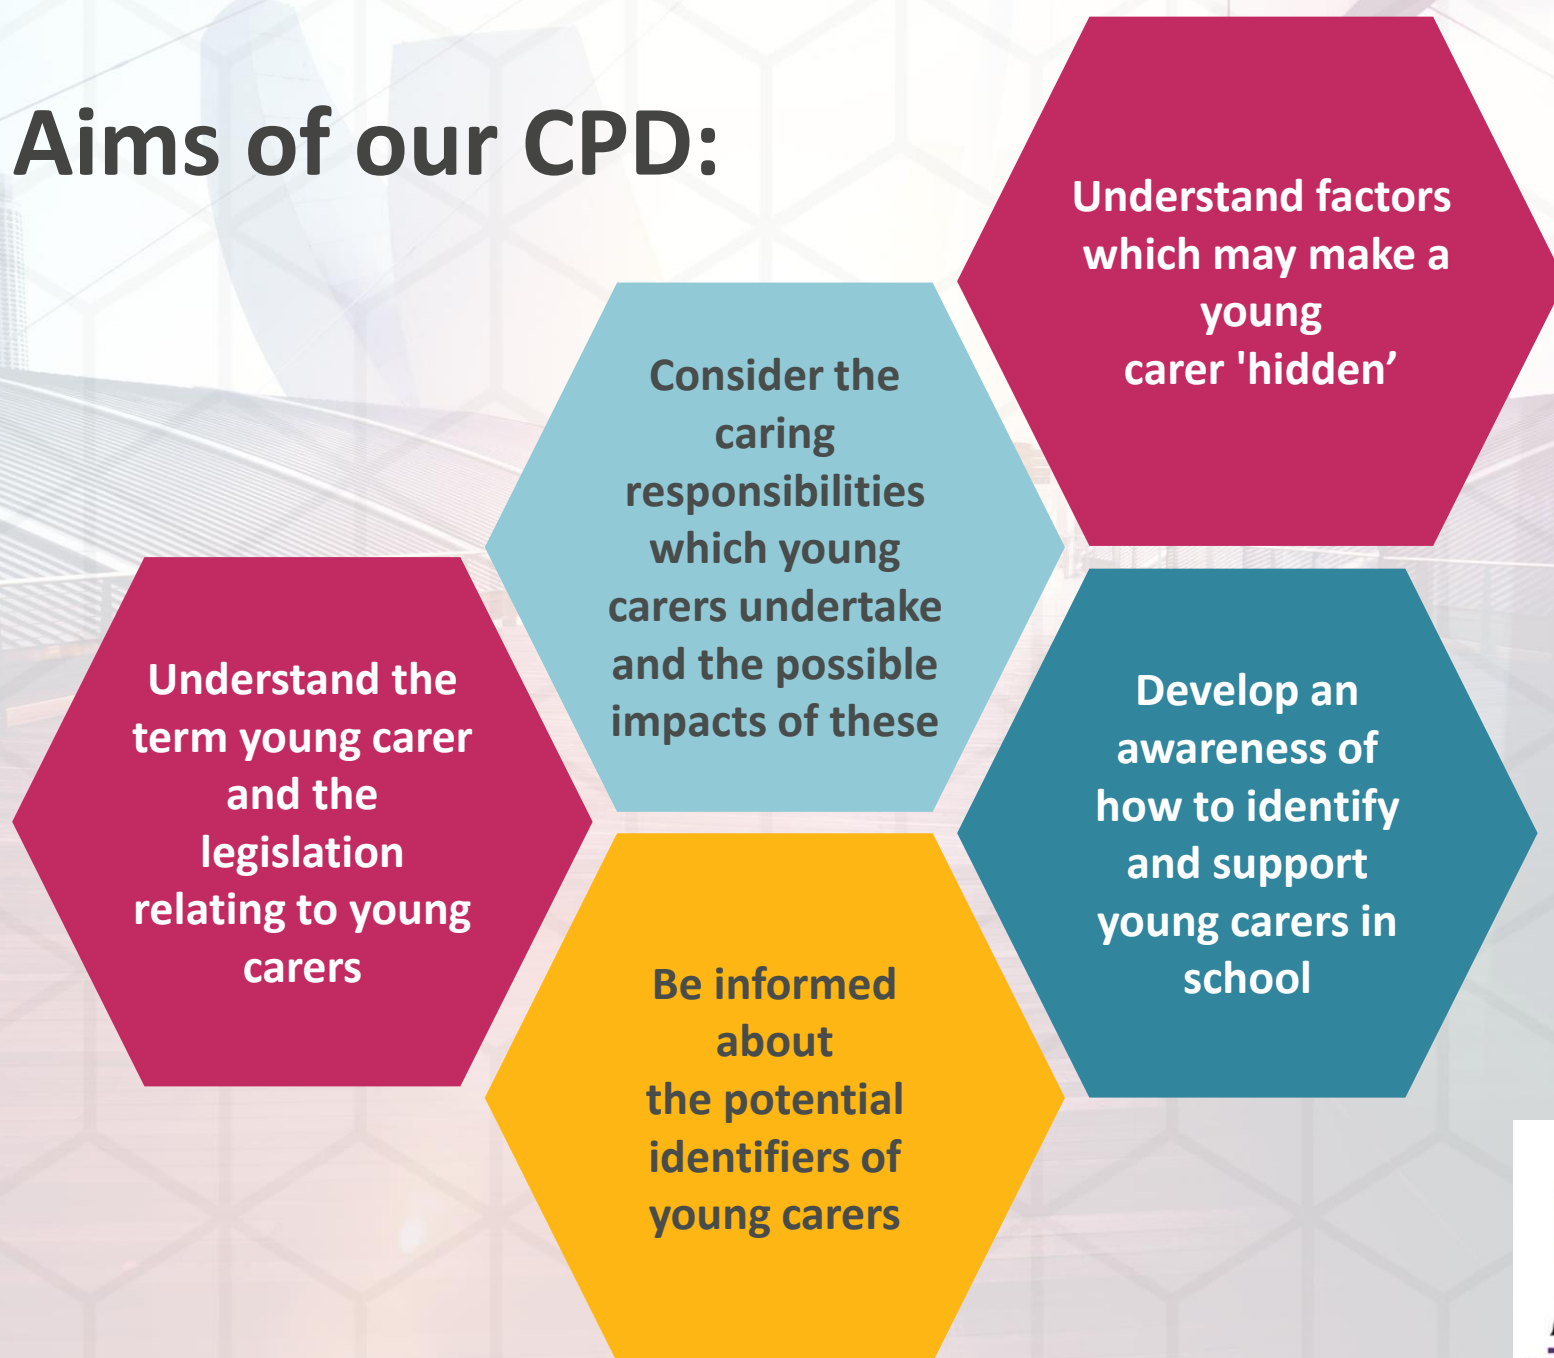 Aims of our CPD:
Understand factors
which may make a
young
carer 'hidden’
Consider the
caring
responsibilities
which young
carers undertake
and the possible
impacts of these
Understand the
term young carer
and the
legislation
relating to young
carers
Develop an
awareness of
how to identify
and support
young carers in
school
Be informed
about
the potential
identifiers of
young carers